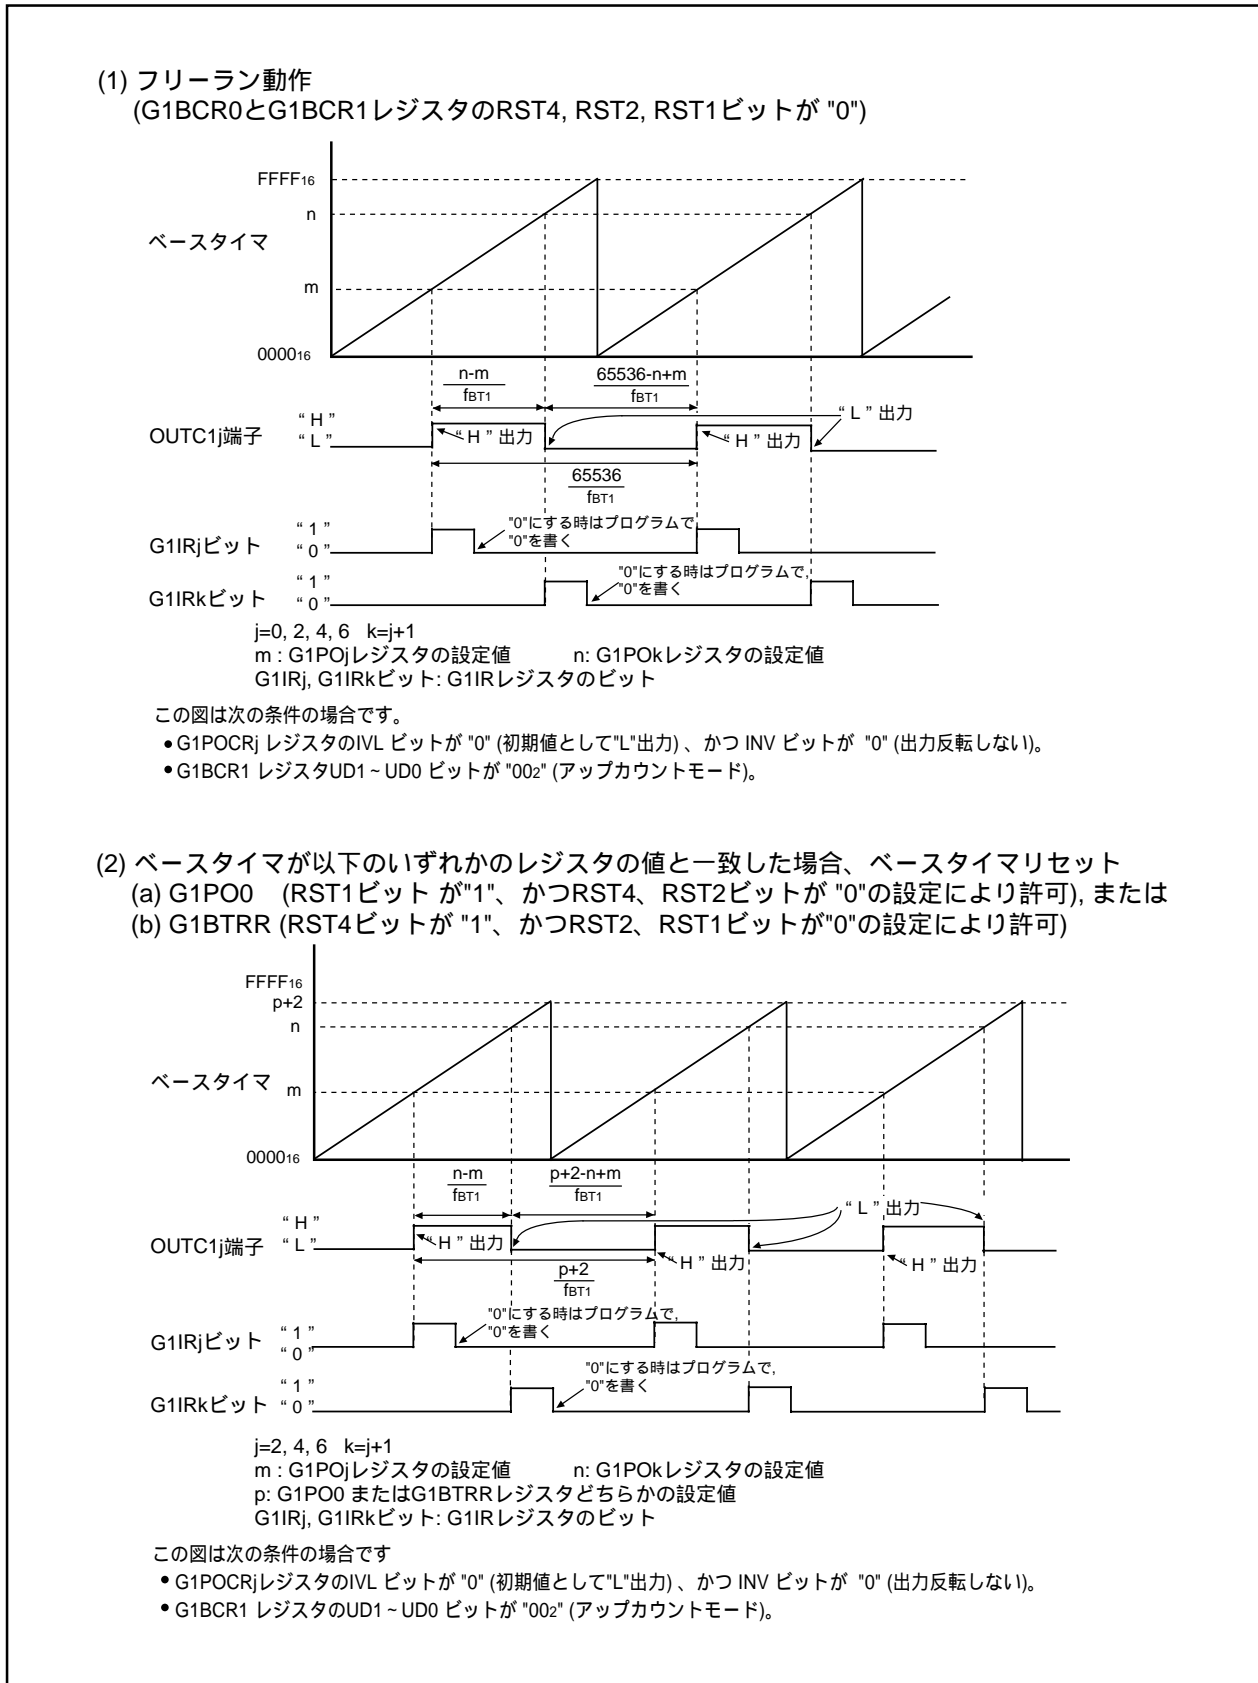 (1) フリーラン動作
(G1BCR0とG1BCR1レジスタのRST4, RST2, RST1ビットが "0")
FFFF16
n
ベースタイマ
m
000016
n-m
fBT1
65536-n+m
fBT1
OUTC1j端子
“ H ”
“ L ”
“ H ” 出力
“ H ” 出力
“ L ” 出力
65536
fBT1
G1IRjビット
“ 1 ”
“ 0 ”
"0"にする時はプログラムで,
"0"を書く
G1IRkビット
“ 1 ”
“ 0 ”
"0"にする時はプログラムで,
"0"を書く
j=0, 2, 4, 6 k=j+1
m : G1POjレジスタの設定値 n: G1POkレジスタの設定値
G1IRj, G1IRkビット: G1IRレジスタのビット
この図は次の条件の場合です。
● G1POCRj レジスタのIVL ビットが "0" (初期値として"L"出力) 、かつ INV ビットが "0" (出力反転しない)。
● G1BCR1 レジスタUD1 ~ UD0 ビットが "002" (アップカウントモード)。
(2) ベースタイマが以下のいずれかのレジスタの値と一致した場合、ベースタイマリセット
(a) G1PO0 (RST1ビット が"1"、かつRST4、RST2ビットが "0"の設定により許可), または
(b) G1BTRR (RST4ビットが "1"、かつRST2、RST1ビットが"0"の設定により許可)
FFFF16
p+2
n
ベースタイマ
m
000016
n-m
fBT1
p+2-n+m
fBT1
OUTC1j端子
“ H ”
“ L ”
“ H ” 出力
“ H ” 出力
“ L ” 出力
“ H ” 出力
p+2
fBT1
G1IRjビット
“ 1 ”
“ 0 ”
"0"にする時はプログラムで,
"0"を書く
G1IRkビット
“ 1 ”
“ 0 ”
"0"にする時はプログラムで,
"0"を書く
j=2, 4, 6 k=j+1
m : G1POjレジスタの設定値 n: G1POkレジスタの設定値
p: G1PO0 またはG1BTRRレジスタどちらかの設定値
G1IRj, G1IRkビット: G1IRレジスタのビット
この図は次の条件の場合です
● G1POCRjレジスタのIVL ビットが "0" (初期値として"L"出力) 、かつ INV ビットが "0" (出力反転しない)。
● G1BCR1 レジスタのUD1 ~ UD0 ビットが "002" (アップカウントモード)。